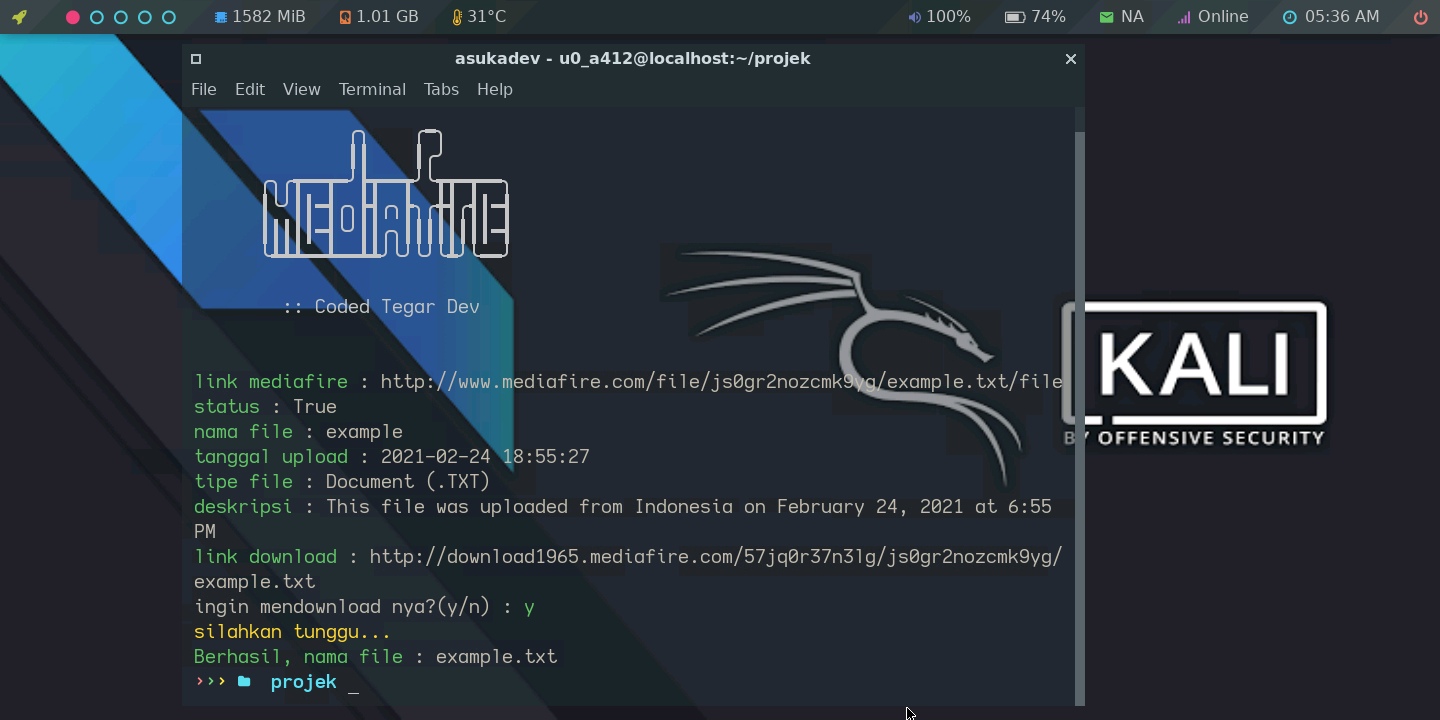 1582 MiB 1.01 GB 31°C 100% 74% NA Online 05:36 AM
asukadev - u0_a412@localhost:~/projek
File Edit View Terminal Tabs Help
:: Coded Tegar Dev
link mediafire : http://www.mediafire.com/file/js0gr2nozcmk9yg/example.txt/file
status : True
nama file : example
tanggal upload : 2021-02-24 18:55:27
tipe file : Document (.TXT)
deskripsi : This file was uploaded from Indonesia on February 24, 2021 at 6:55
PM
link download : http://download1965.mediafire.com/57jq0r37n3lg/js0gr2nozcmk9yg/
example.txt
ingin mendownload nya?(y/n) : y
silahkan tunggu...
Berhasil, nama file : example.txt
››› projek _
KALI
BY OFFENSIVE SECURITY